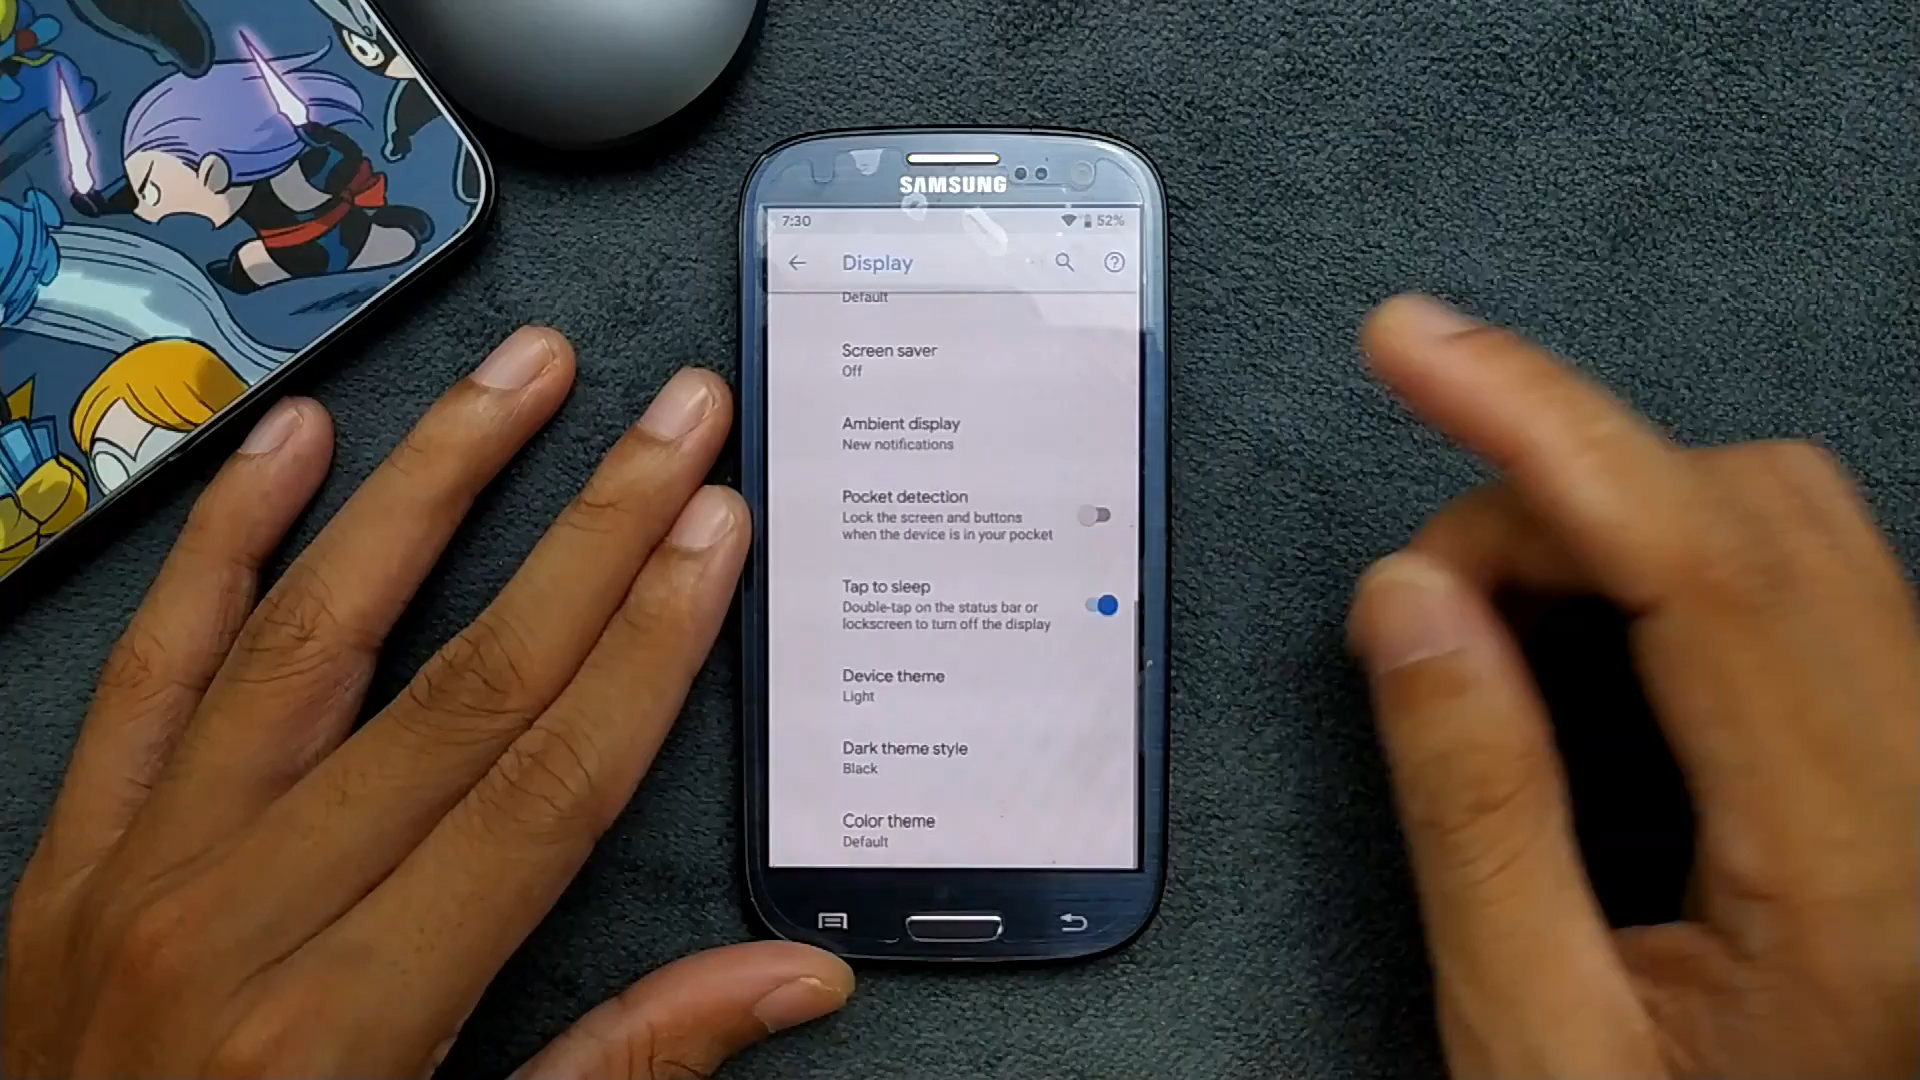 SAMSUNG
7:30
52%
Display
Default
Screen saver
Off
Ambient display
New notifications
Pocket detection
Lock the screen and buttons
when the device is in your pocket
Tap to sleep
Double-tap on the status bar or
lockscreen to turn off the display
Device theme
Light
Dark theme style
Black
Color theme
Default